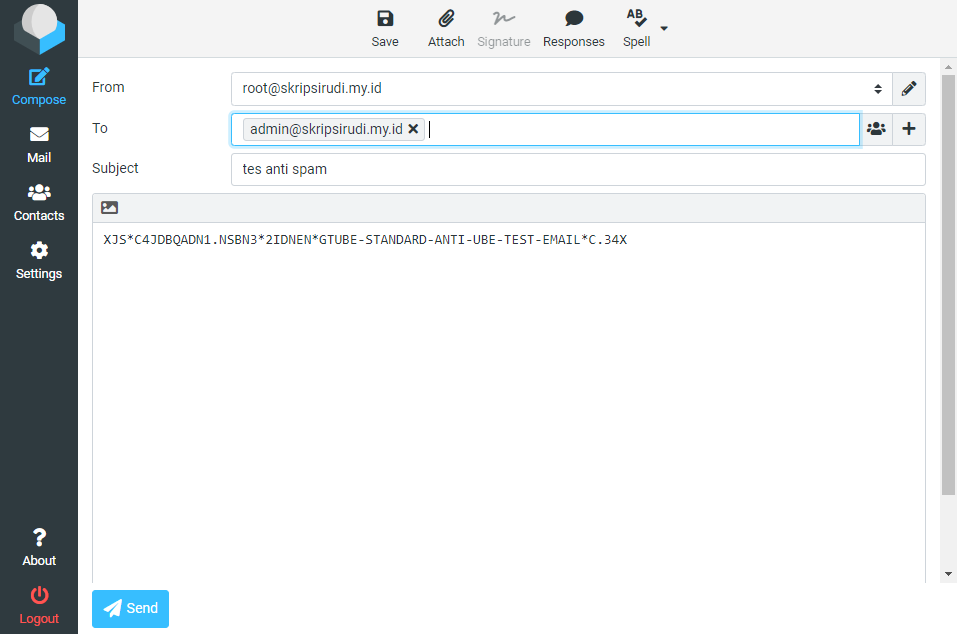 Save Attach Signature Responses Spell
AB
Compose
Mail
Contacts
Settings
About
Logout
From root@skripsirudi.my.id
To admin@skripsirudi.my.id
Subject tes anti spam
XJS*C4JDBQADN1.NSBN3*2IDNEN*GTUBE-STANDARD-ANTI-UBE-TEST-EMAIL*C.34X
Send